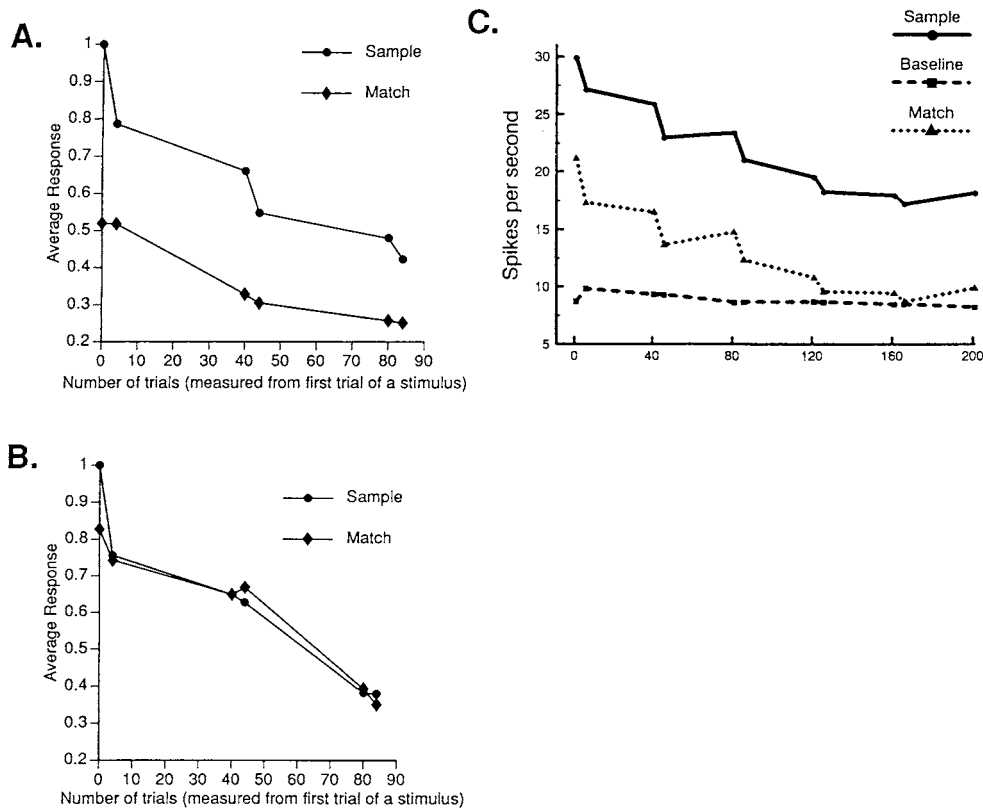 A.
1
0.9
0.8
0.7
0.6
0.5
0.4
0.3
0.2
Average Response
Sample
Match
0 10 20 30 40 50 60 70 80 90
Number of trials (measured from first trial of a stimulus)
C.
Sample
Baseline
Match
30
25
20
15
10
5
Spikes per second
0 40 80 120 160 200
B.
1
0.9
0.8
0.7
0.6
0.5
0.4
0.3
0.2
Average Response
Sample
Match
0 10 20 30 40 50 60 70 80 90
Number of trials (measured from first trial of a stimulus)